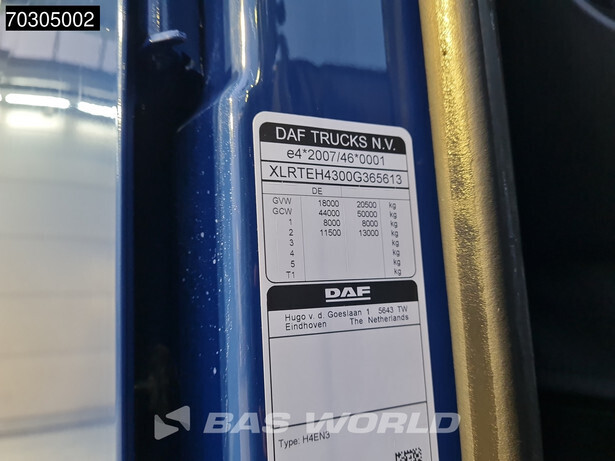 70305002
DAF TRUCKS N.V.
e4*2007/46*0001
XLRTEH4300G365613
DE
GVW 18000 20500 kg
GCW 44000 50000 kg
1 8000 8000 kg
2 11500 13000 kg
3 kg
4 kg
5 kg
T1 kg
DAF
Hugo v. d. Goeslaan 1 5643 TW
Eindhoven The Netherlands
BAS WORLD
Type: H4EN3